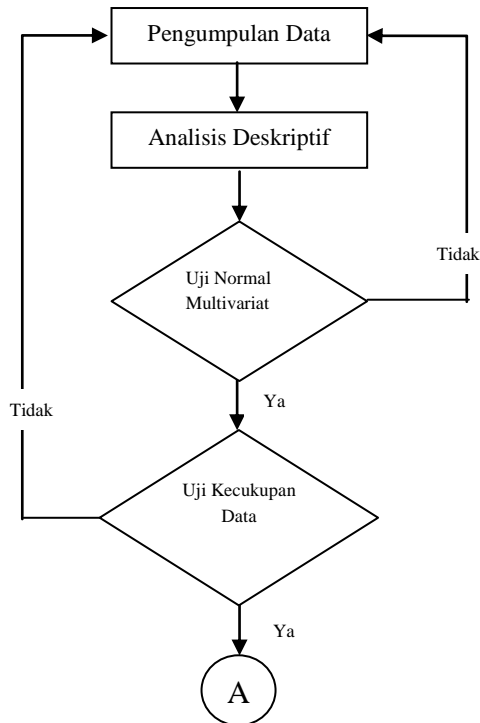 Pengumpulan Data
Analisis Deskriptif
Uji Normal
Multivariat
Tidak
Ya
Tidak
Uji Kecukupan
Data
Ya
A